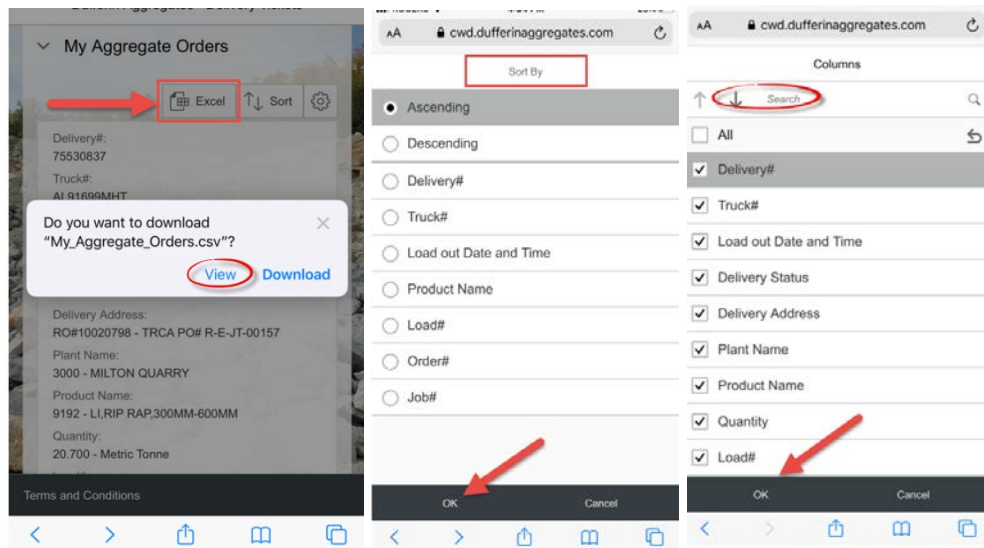 My Aggregate Orders
Excel
Sort
Delivery#:
75530837
Truck#:
AL91699MHT
Do you want to download
"My_Aggregate_Orders.csv"?
View
Download
Delivery Address:
RO#10020798 - TRCA PO# R-E-JT-00157
Plant Name:
3000 - MILTON QUARRY
Product Name:
9192 - LI,RIP RAP,300MM-600MM
Quantity:
20.700 - Metric Tonne
Terms and Conditions
AA cwd.dufferinaggregates.com
Sort By
Ascending
Descending
Delivery#
Truck#
Load out Date and Time
Product Name
Load#
Order#
Job#
OK
Cancel
AA cwd.dufferinaggregates.com
Columns
Search
All
Delivery#
Truck#
Load out Date and Time
Delivery Status
Delivery Address
Plant Name
Product Name
Quantity
Load#
OK
Cancel